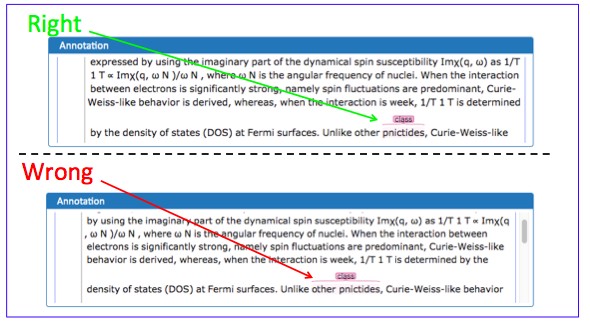 Right
Annotation
expressed by using the imaginary part of the dynamical spin susceptibility Imχ(q, ω) as 1/T
1 T ∝ Imχ(q, ω N )/ω N , where ω N is the angular frequency of nuclei. When the interaction
between electrons is significantly strong, namely spin fluctuations are predominant, Curie-
Weiss-like behavior is derived, whereas, when the interaction is week, 1/T 1 T is determined
class
by the density of states (DOS) at Fermi surfaces. Unlike other pnictides, Curie-Weiss-like
Wrong
Annotation
by using the imaginary part of the dynamical spin susceptibility Imχ(q, ω) as 1/T 1 T ∝ Imχ(q
, ω N )/ω N , where ω N is the angular frequency of nuclei. When the interaction between
electrons is significantly strong, namely spin fluctuations are predominant, Curie-Weiss-like
behavior is derived, whereas, when the interaction is week, 1/T 1 T is determined by the
class
density of states (DOS) at Fermi surfaces. Unlike other pnictides, Curie-Weiss-like behavior